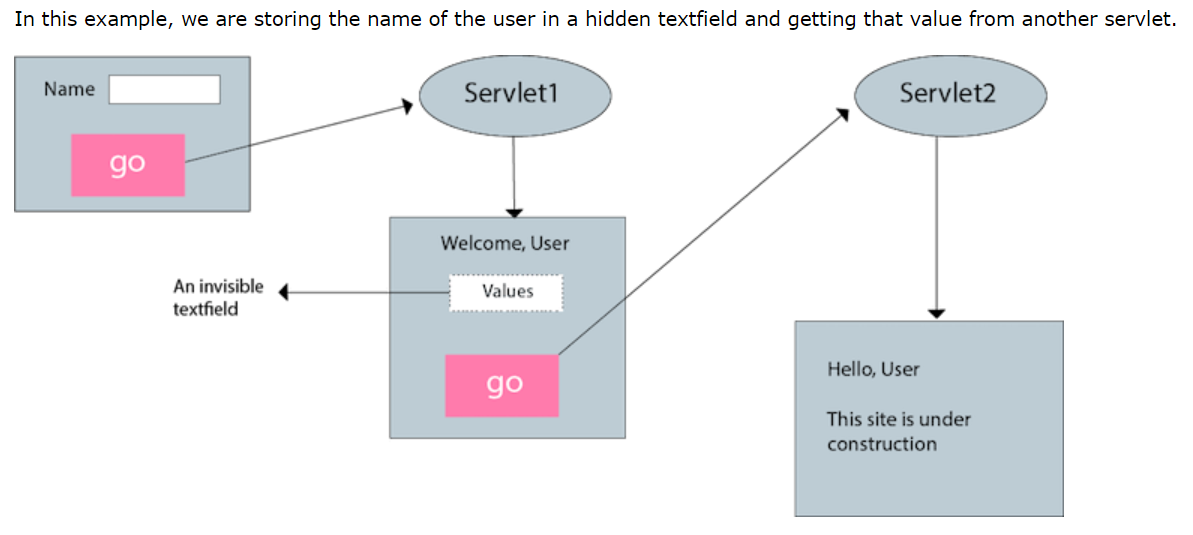 In this example, we are storing the name of the user in a hidden textfield and getting that value from another servlet.
Name
go
Servlet1
Servlet2
Welcome, User
An invisible
textfield
Values
go
Hello, User
This site is under
construction